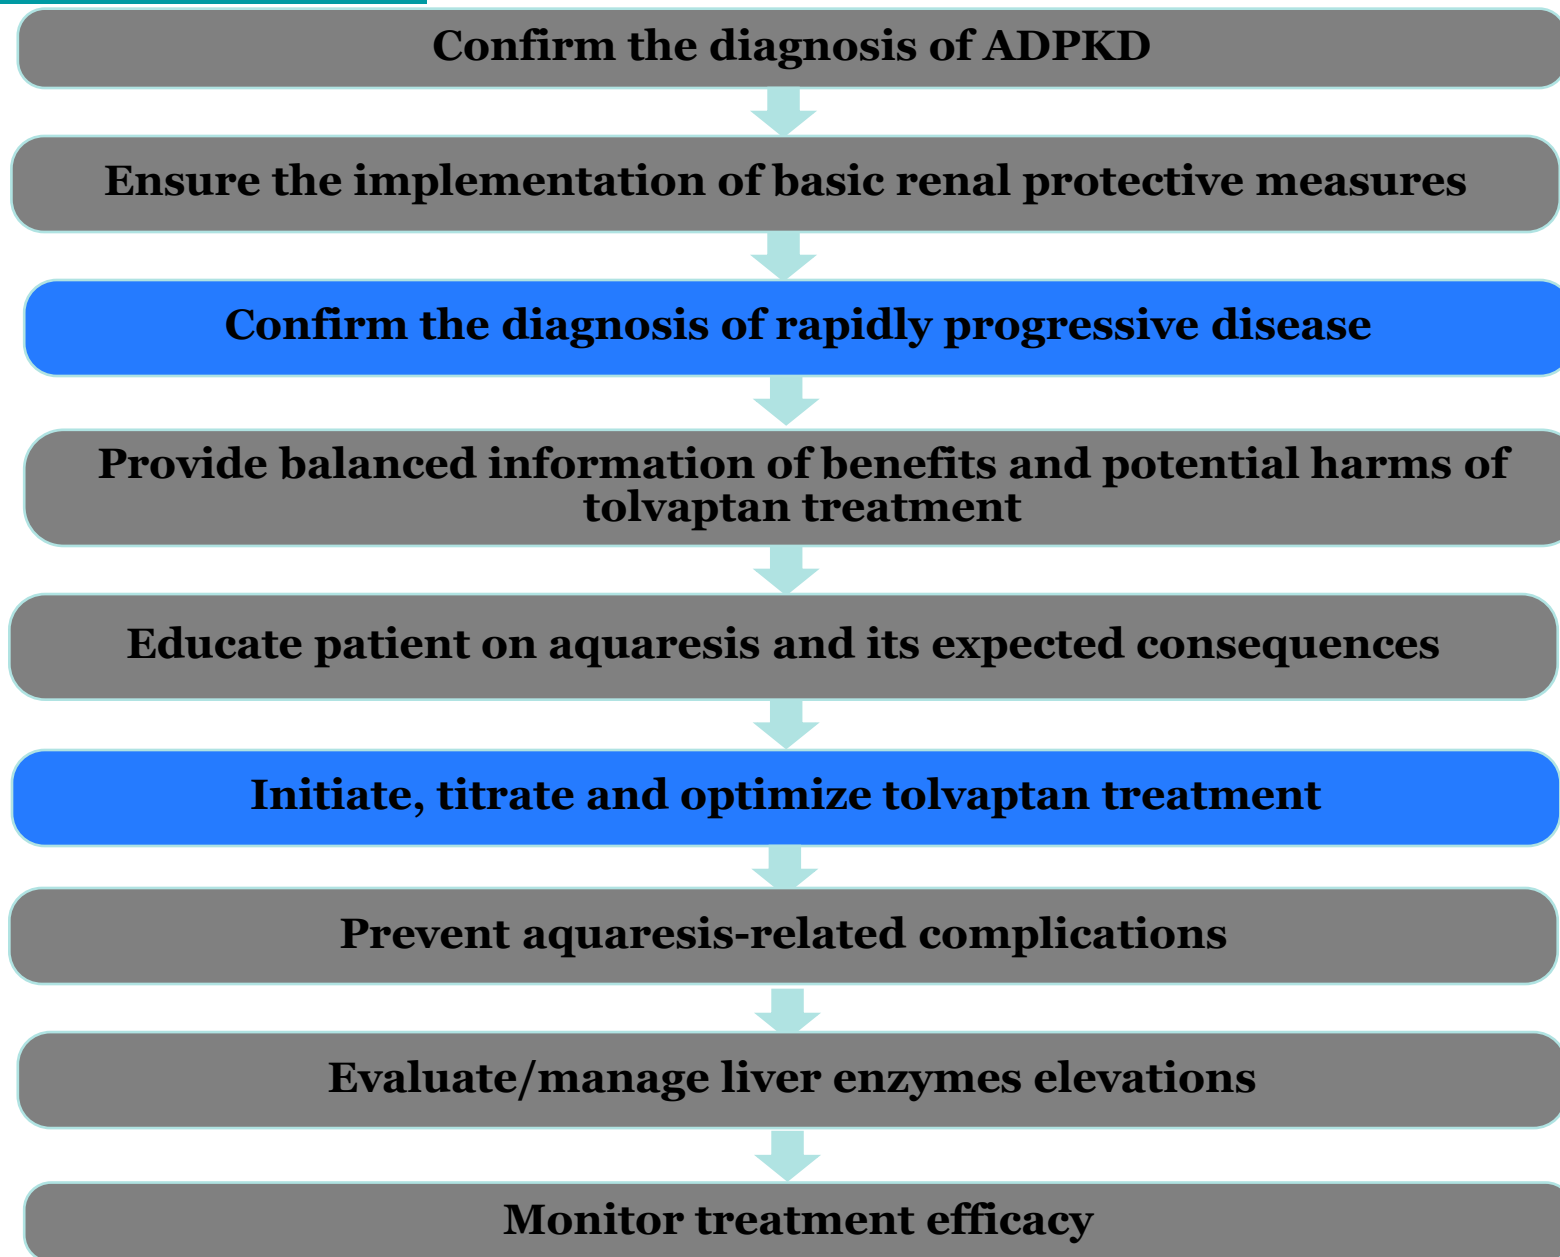 Confirm the diagnosis of ADPKD
Ensure the implementation of basic renal protective measures
Confirm the diagnosis of rapidly progressive disease
Provide balanced information of benefits and potential harms of
tolvaptan treatment
Educate patient on aquaresis and its expected consequences
Initiate, titrate and optimize tolvaptan treatment
Prevent aquaresis-related complications
Evaluate/manage liver enzymes elevations
Monitor treatment efficacy